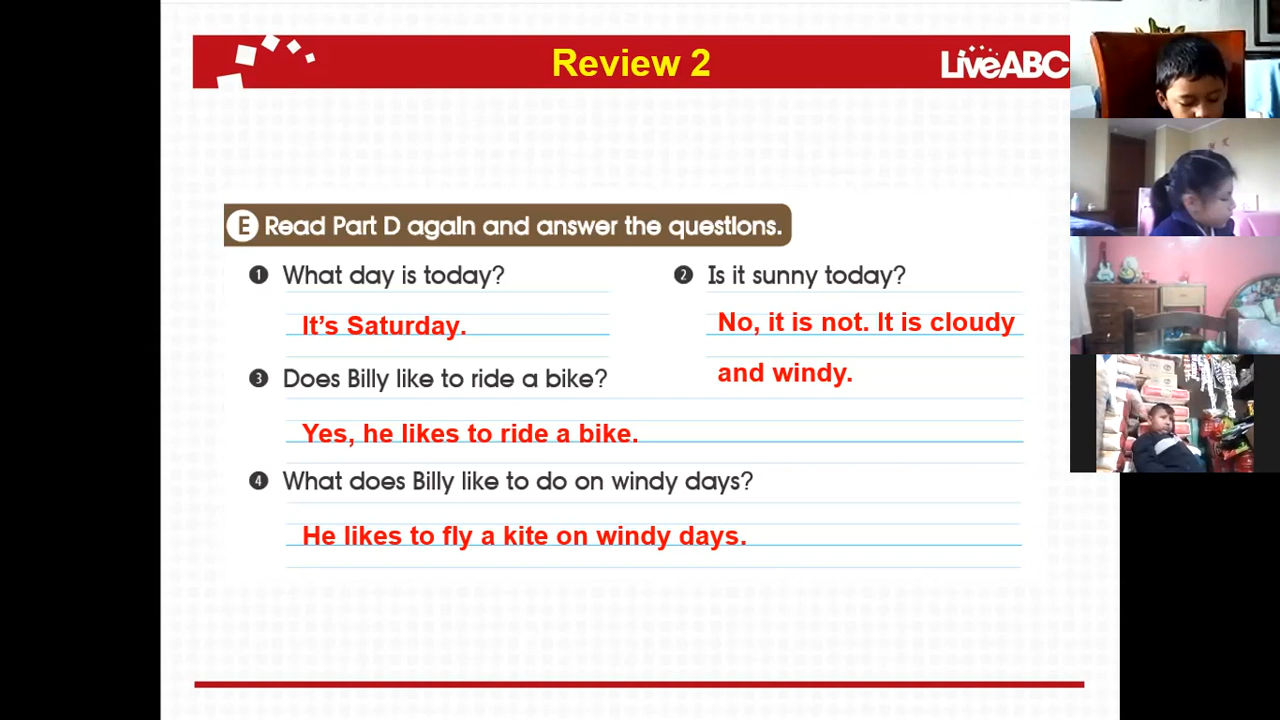 Review 2
LiveABC
E Read Part D again and answer the questions.
1 What day is today?
It's Saturday.
2 Is it sunny today?
No, it is not. It is cloudy
and windy.
3 Does Billy like to ride a bike?
Yes, he likes to ride a bike.
4 What does Billy like to do on windy days?
He likes to fly a kite on windy days.